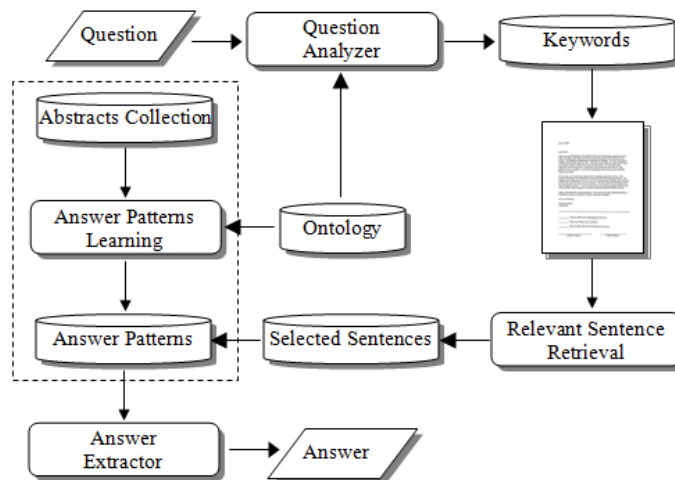 Question
Question
Analyzer
Keywords
Abstracts Collection
Answer Patterns
Learning
Ontology
Answer Patterns
Selected Sentences
Relevant Sentence
Retrieval
Answer
Extractor
Answer